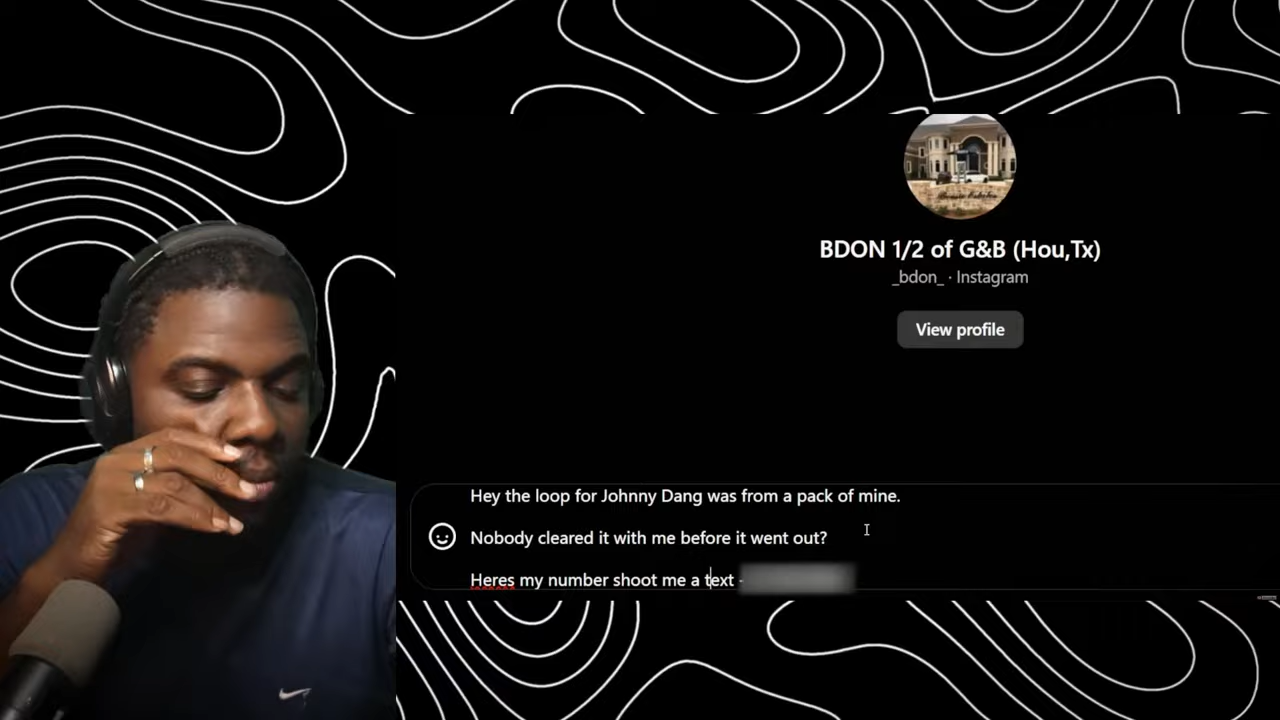 BDON 1/2 of G&B (Hou,Tx)
_bdon_ · Instagram
View profile
Hey the loop for Johnny Dang was from a pack of mine.
Nobody cleared it with me before it went out?
Heres my number shoot me a text -